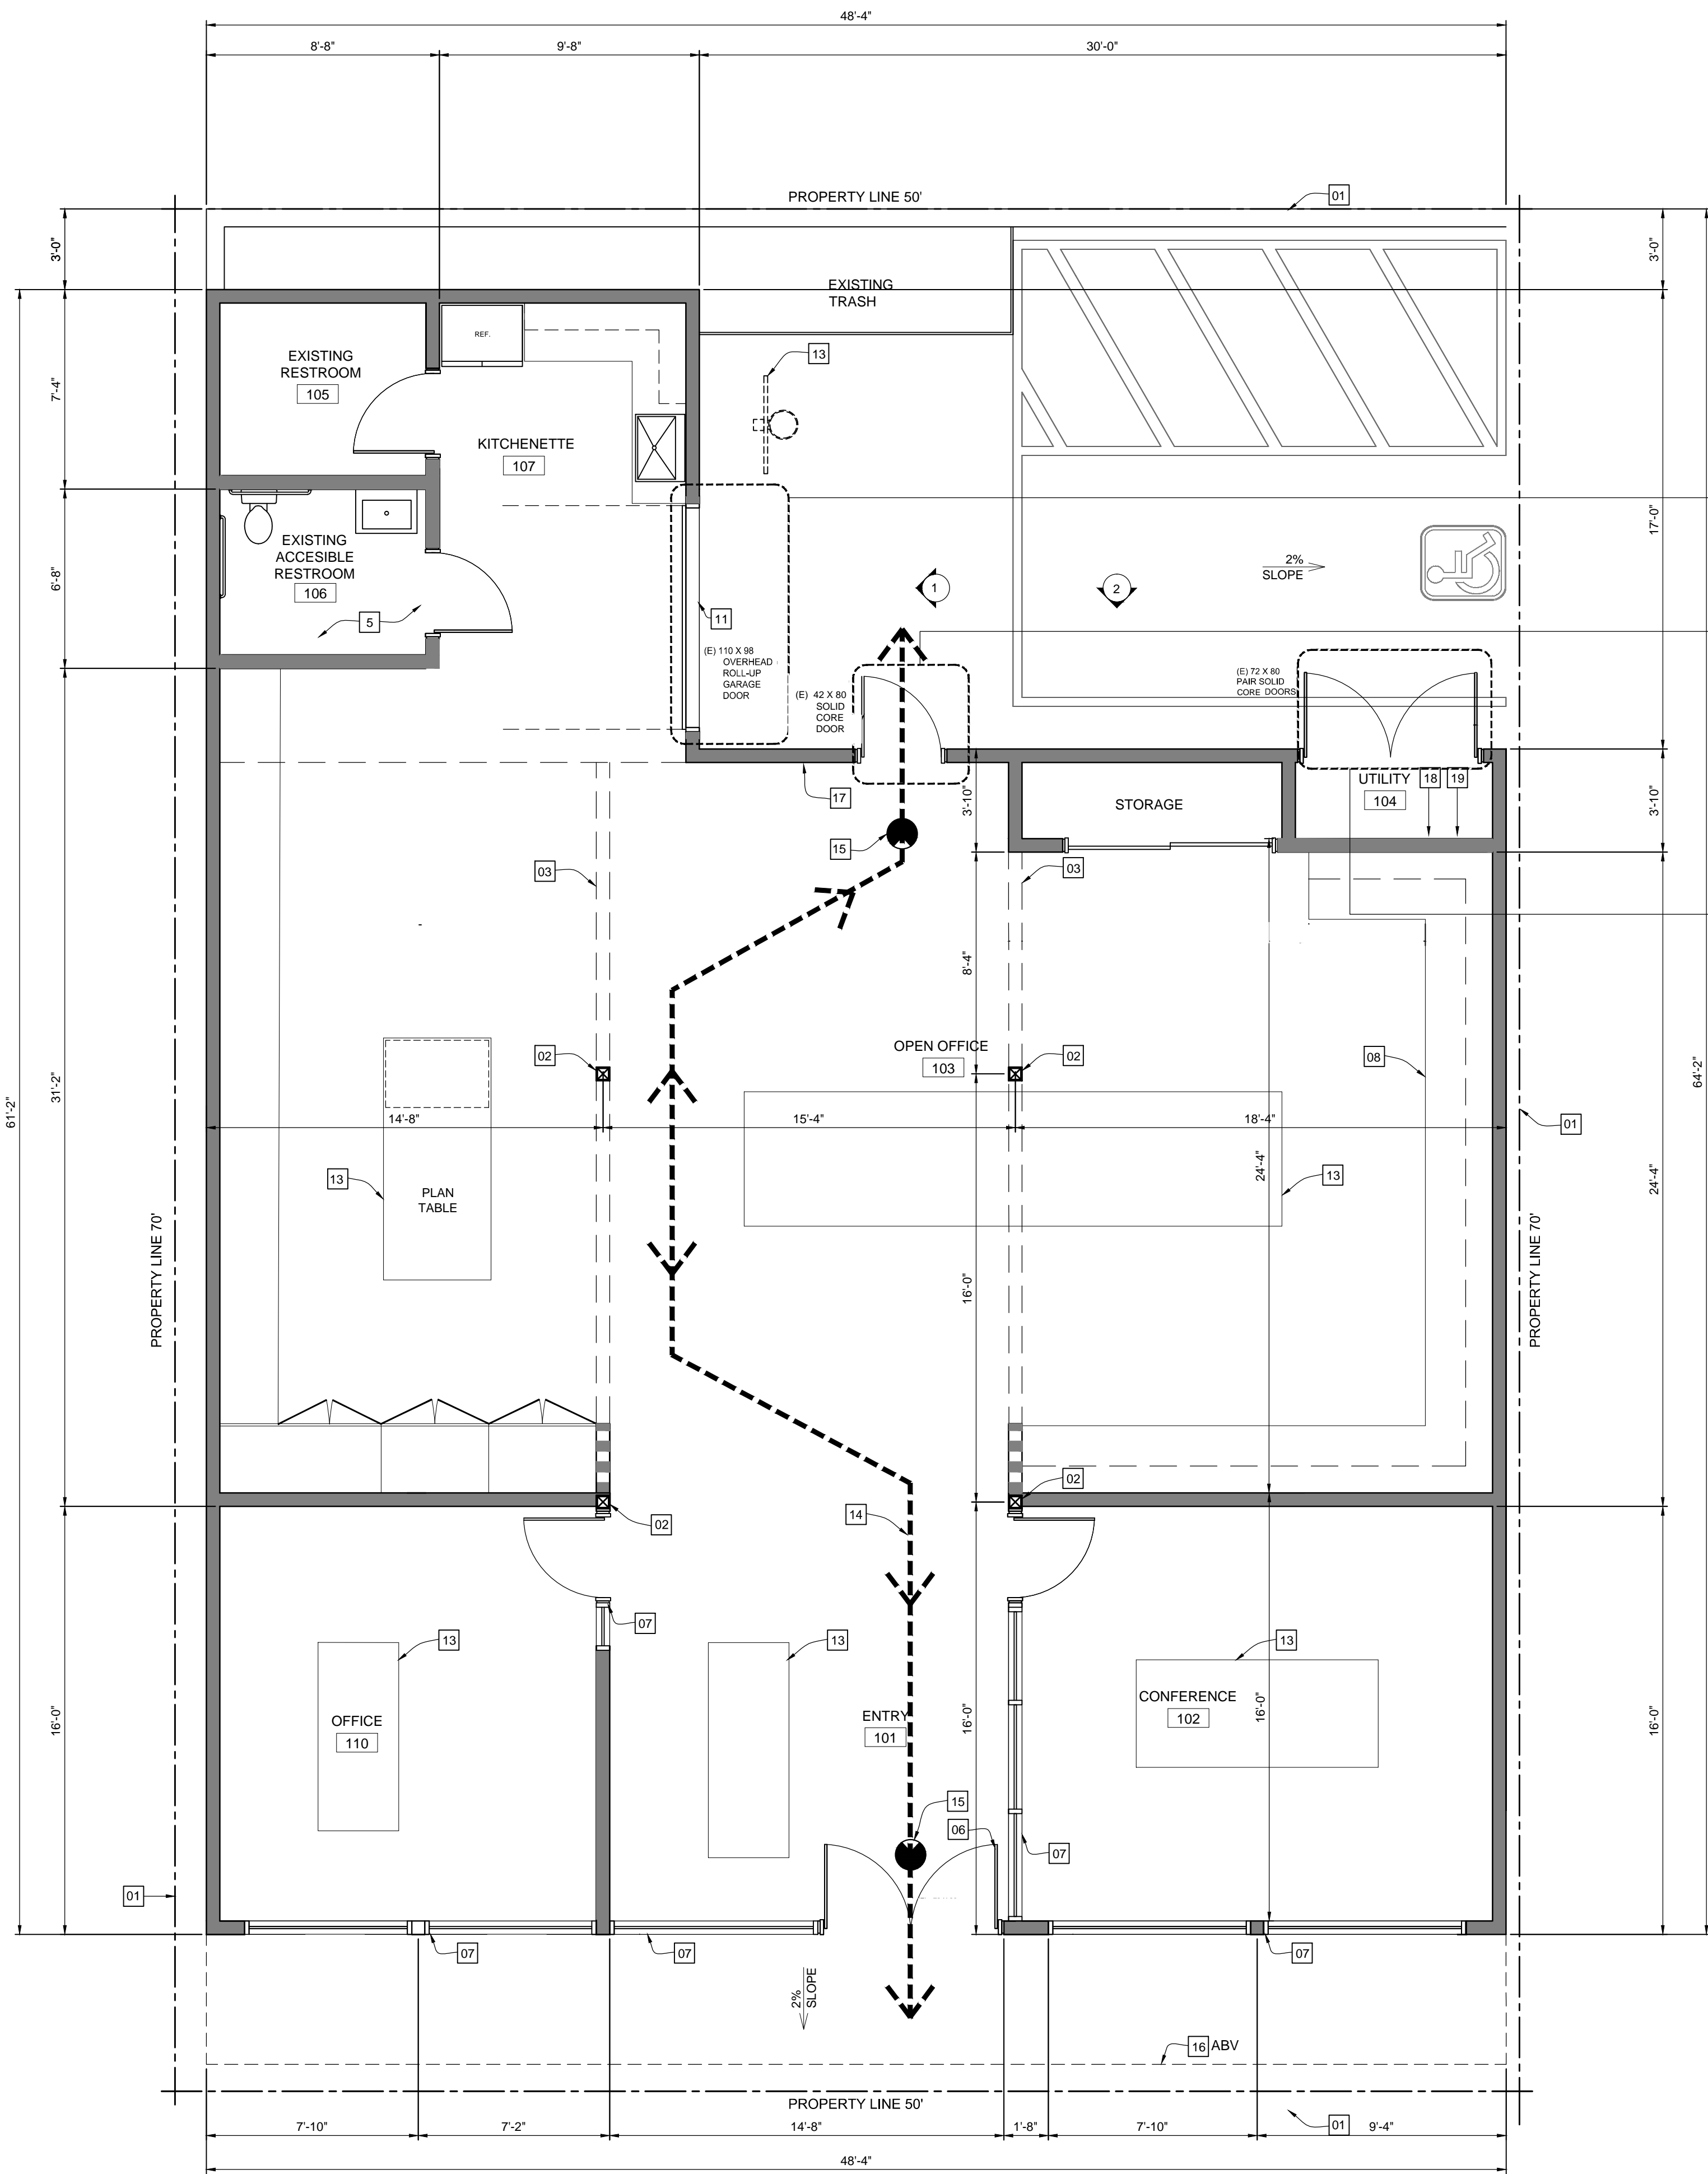 48'-4"
8'-8"
9'-8"
30'-0"
PROPERTY LINE 50'
01
3'-0"
3'-0"
EXISTING
TRASH
REF.
13
EXISTING
RESTROOM
105
7'-4"
KITCHENETTE
107
17'-0"
EXISTING
ACCESIBLE
RESTROOM
106
6'-8"
5
2%
SLOPE
1
2
11
(E) 110 X 98
OVERHEAD
ROLL-UP
GARAGE
DOOR
(E) 42 X 80
SOLID
CORE
DOOR
(E) 72 X 80
PAIR SOLID
CORE DOORS
17
3'-10"
STORAGE
UTILITY
104
18
19
3'-10"
15
03
03
8'-4"
02
OPEN OFFICE
103
02
08
61'-2"
31'-2"
64'-2"
14'-8"
15'-4"
18'-4"
01
13
PLAN
TABLE
24'-4"
13
24'-4"
PROPERTY LINE 70'
PROPERTY LINE 70'
16'-0"
02
02
14
07
13
13
13
OFFICE
110
ENTRY
101
CONFERENCE
102
16'-0"
16'-0"
16'-0"
16'-0"
15
06
07
01
07
07
07
2%
SLOPE
16 ABV
PROPERTY LINE 50'
01
7'-10"
7'-2"
14'-8"
1'-8"
7'-10"
9'-4"
48'-4"